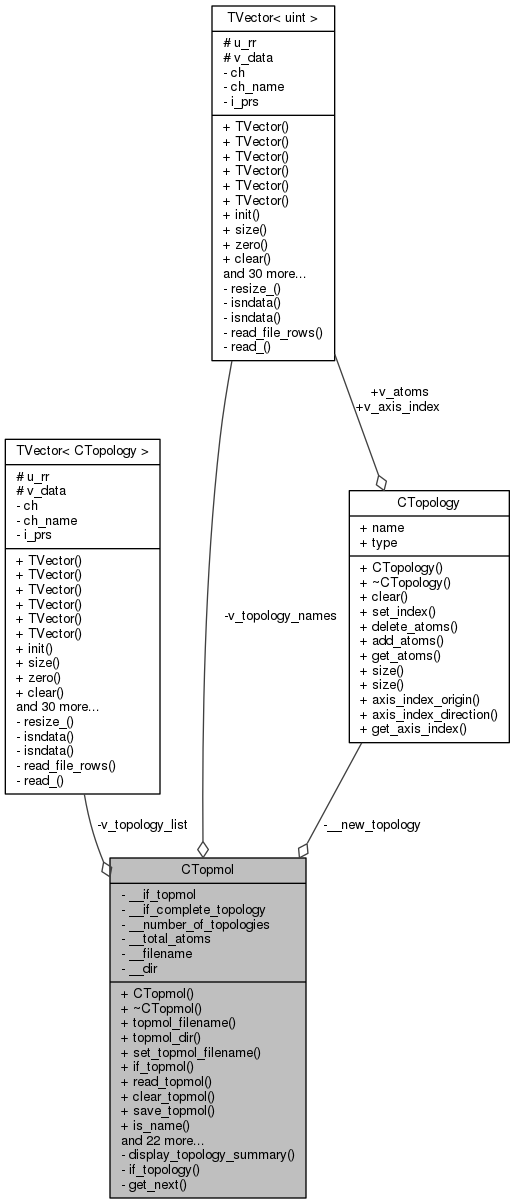 TVector< uint >
# u_rr
# v_data
- ch
- ch_name
- i_prs
+ TVector()
+ TVector()
+ TVector()
+ TVector()
+ TVector()
+ TVector()
+ init()
+ size()
+ zero()
+ clear()
and 30 more...
- resize_()
- isndata()
- isndata()
- read_file_rows()
- read_()
+v_atoms
+v_axis_index
TVector< CTopology >
# u_rr
# v_data
- ch
- ch_name
- i_prs
+ TVector()
+ TVector()
+ TVector()
+ TVector()
+ TVector()
+ TVector()
+ init()
+ size()
+ zero()
+ clear()
and 30 more...
- resize_()
- isndata()
- isndata()
- read_file_rows()
- read_()
CTopology
+ name
+ type
+ CTopology()
+ ~CTopology()
+ clear()
+ set_index()
+ delete_atoms()
+ add_atoms()
+ get_atoms()
+ size()
+ size()
+ axis_index_origin()
+ axis_index_direction()
+ get_axis_index()
-v_topology_names
-v_topology_list
-__new_topology
CTopmol
- __if_topmol
- __if_complete_topology
- __number_of_topologies
- __total_atoms
- __filename
- __dir
+ CTopmol()
+ ~CTopmol()
+ topmol_filename()
+ topmol_dir()
+ set_topmol_filename()
+ if_topmol()
+ read_topmol()
+ clear_topmol()
+ save_topmol()
+ is_name()
and 22 more...
- display_topology_summary()
- if_topology()
- get_next()